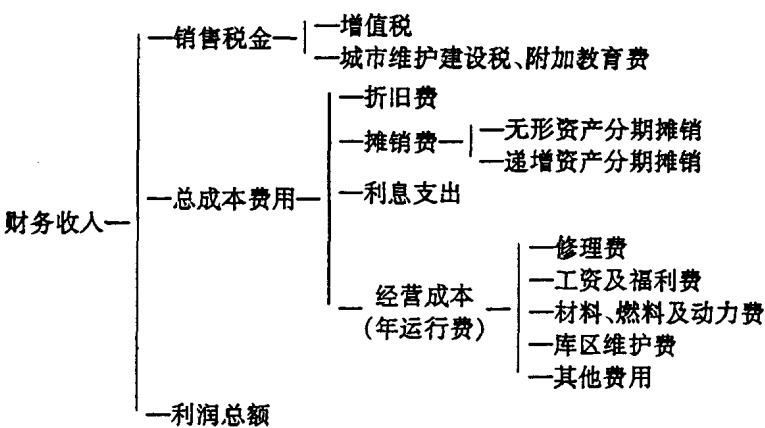 增值税
销售税金
城市维护建设税、附加教育费
折旧费
摊销费
无形资产分期摊销
递增资产分期摊销
总成本费用
利息支出
财务收人
修理费
工资及福利费
经营成本
(年运行费)
材料、燃料及动力费
库区维护费
其他费用
利润总额